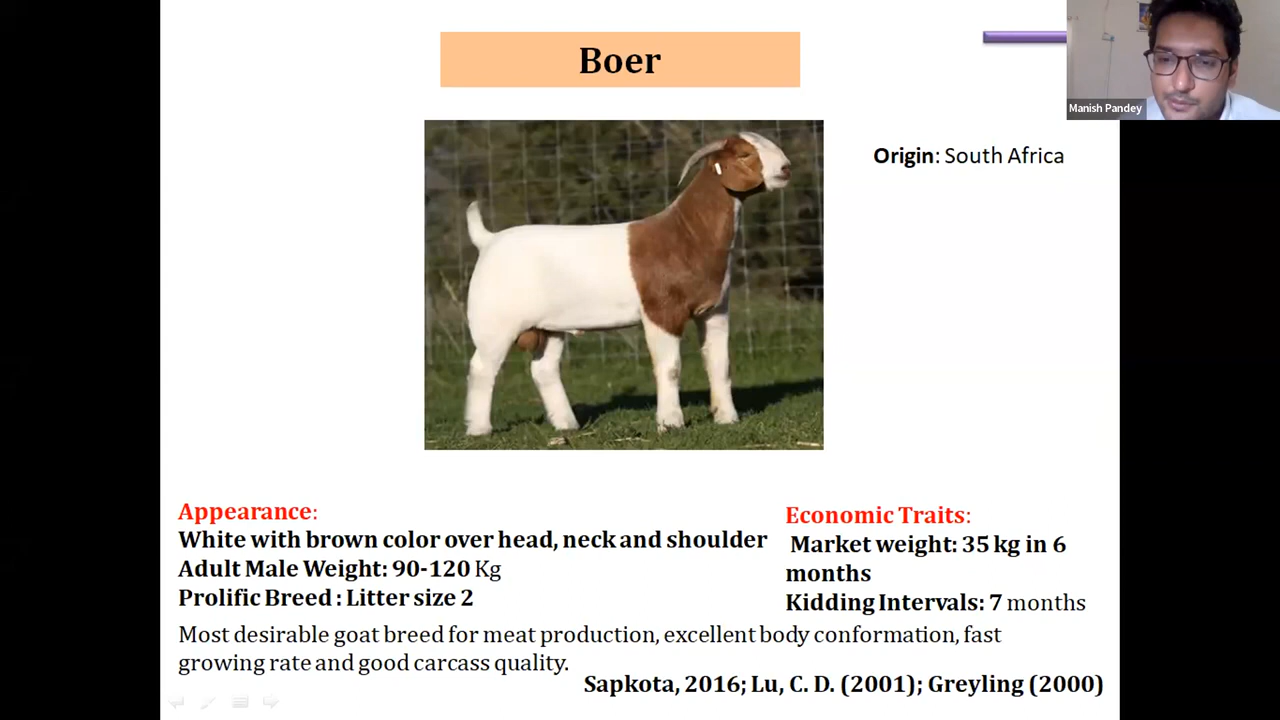 Boer
Manish Pandey
Origin: South Africa
Appearance:
White with brown color over head, neck and shoulder
Adult Male Weight: 90-120 Kg
Prolific Breed : Litter size 2
Economic Traits:
Market weight: 35 kg in 6
months
Kidding Intervals: 7 months
Most desirable goat breed for meat production, excellent body conformation, fast
growing rate and good carcass quality.
Sapkota, 2016; Lu, C. D. (2001); Greyling (2000)